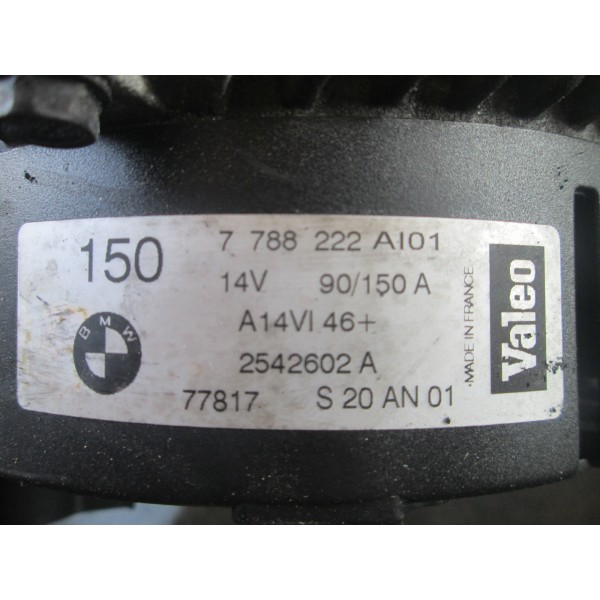 150
7 788 222 AI01
14V 90/150 A
A14VI 46+
2542602 A
77817 S 20 AN 01
BMW
MADE IN FRANCE
Valeo